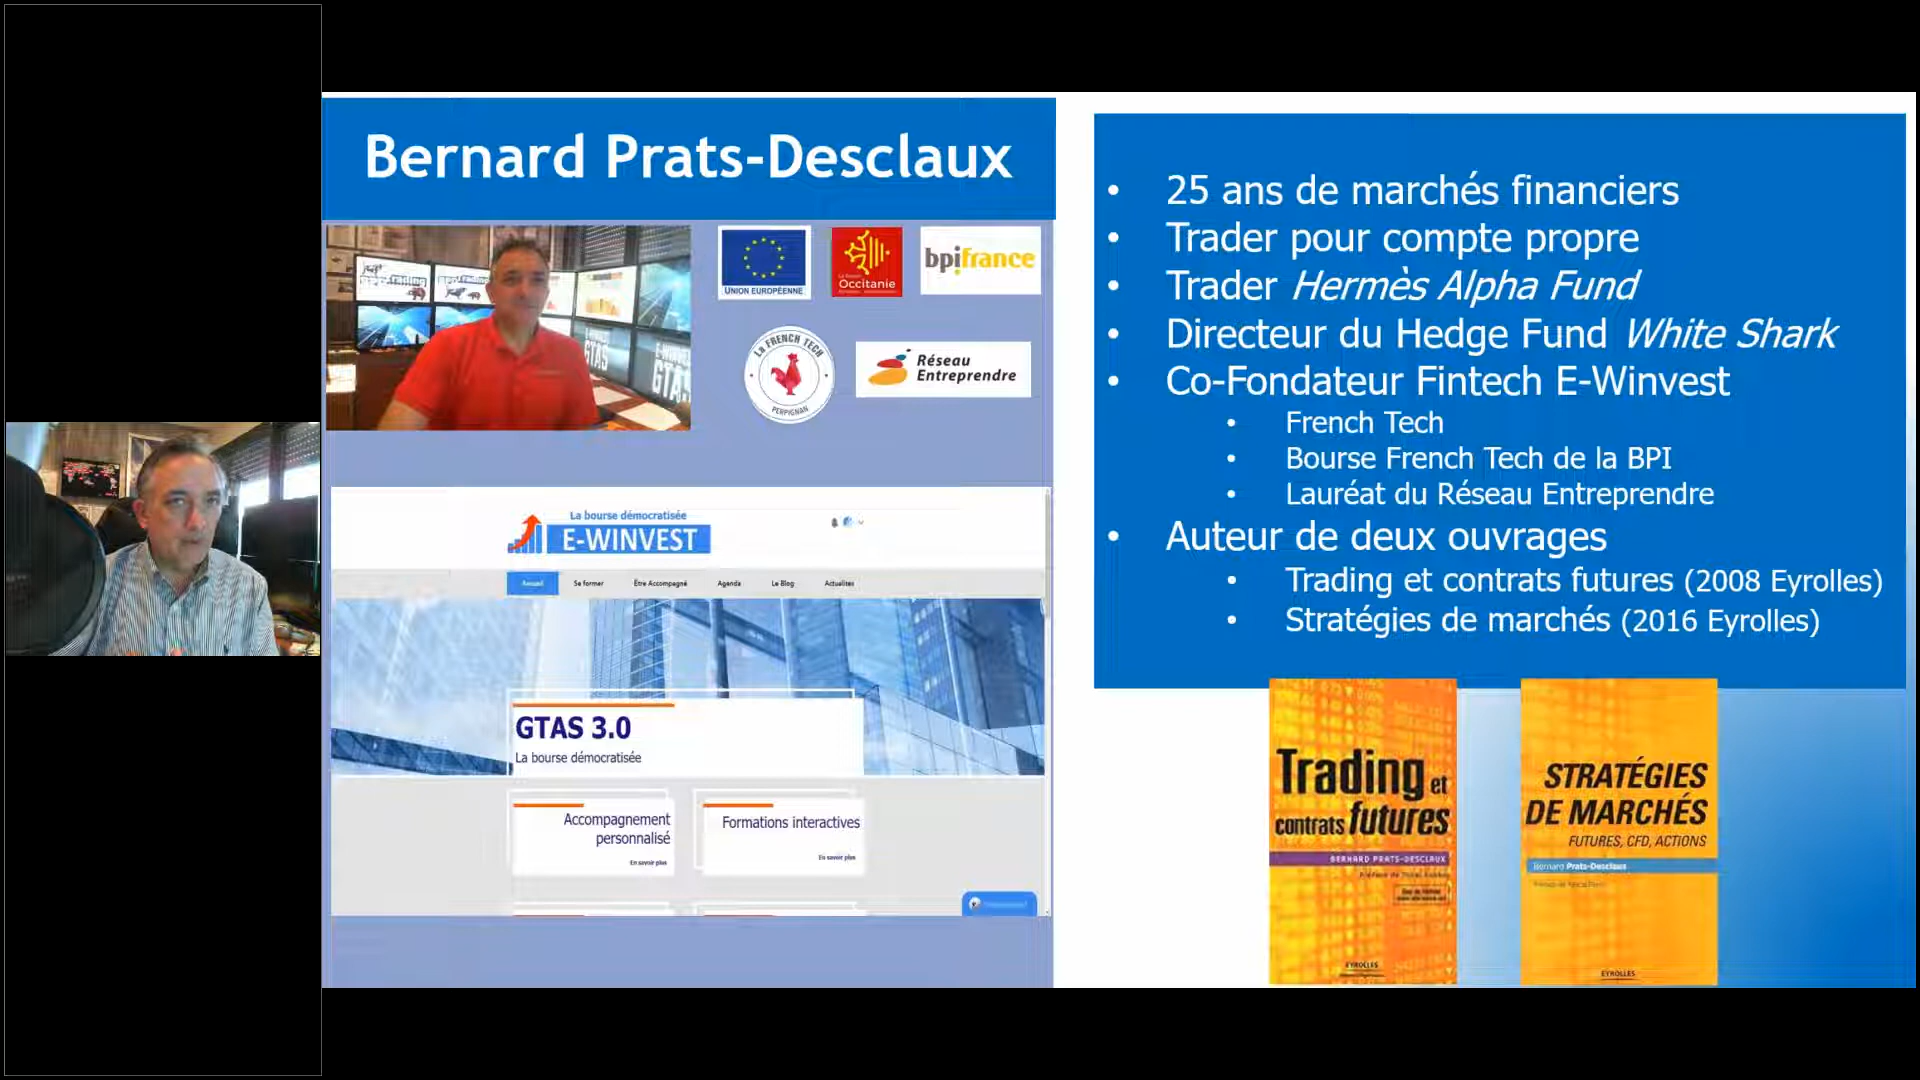 Bernard Prats-Desclaux
UNION EUROPÉENNE
Occitanie
bpifrance
LA FRENCH TECH
PERPIGNAN
Réseau
Entreprendre
GTAS
La bourse démocratisée
E-WINVEST
Accueil
Se former
Être Accompagné
Agenda
Le Blog
Actualités
GTAS 3.0
La bourse démocratisée
Accompagnement
personnalisé
En savoir plus
Formations interactives
En savoir plus
• 25 ans de marchés financiers
• Trader pour compte propre
• Trader Hermès Alpha Fund
• Directeur du Hedge Fund White Shark
• Co-Fondateur Fintech E-Winvest
• French Tech
• Bourse French Tech de la BPI
• Lauréat du Réseau Entreprendre
• Auteur de deux ouvrages
• Trading et contrats futures (2008 Eyrolles)
• Stratégies de marchés (2016 Eyrolles)
Trading et
contrats futures
BERNARD PRATS-DESCLAUX
EYROLLES
STRATÉGIES
DE MARCHÉS
FUTURES, CFD, ACTIONS
Bernard Prats-Desclaux
EYROLLES